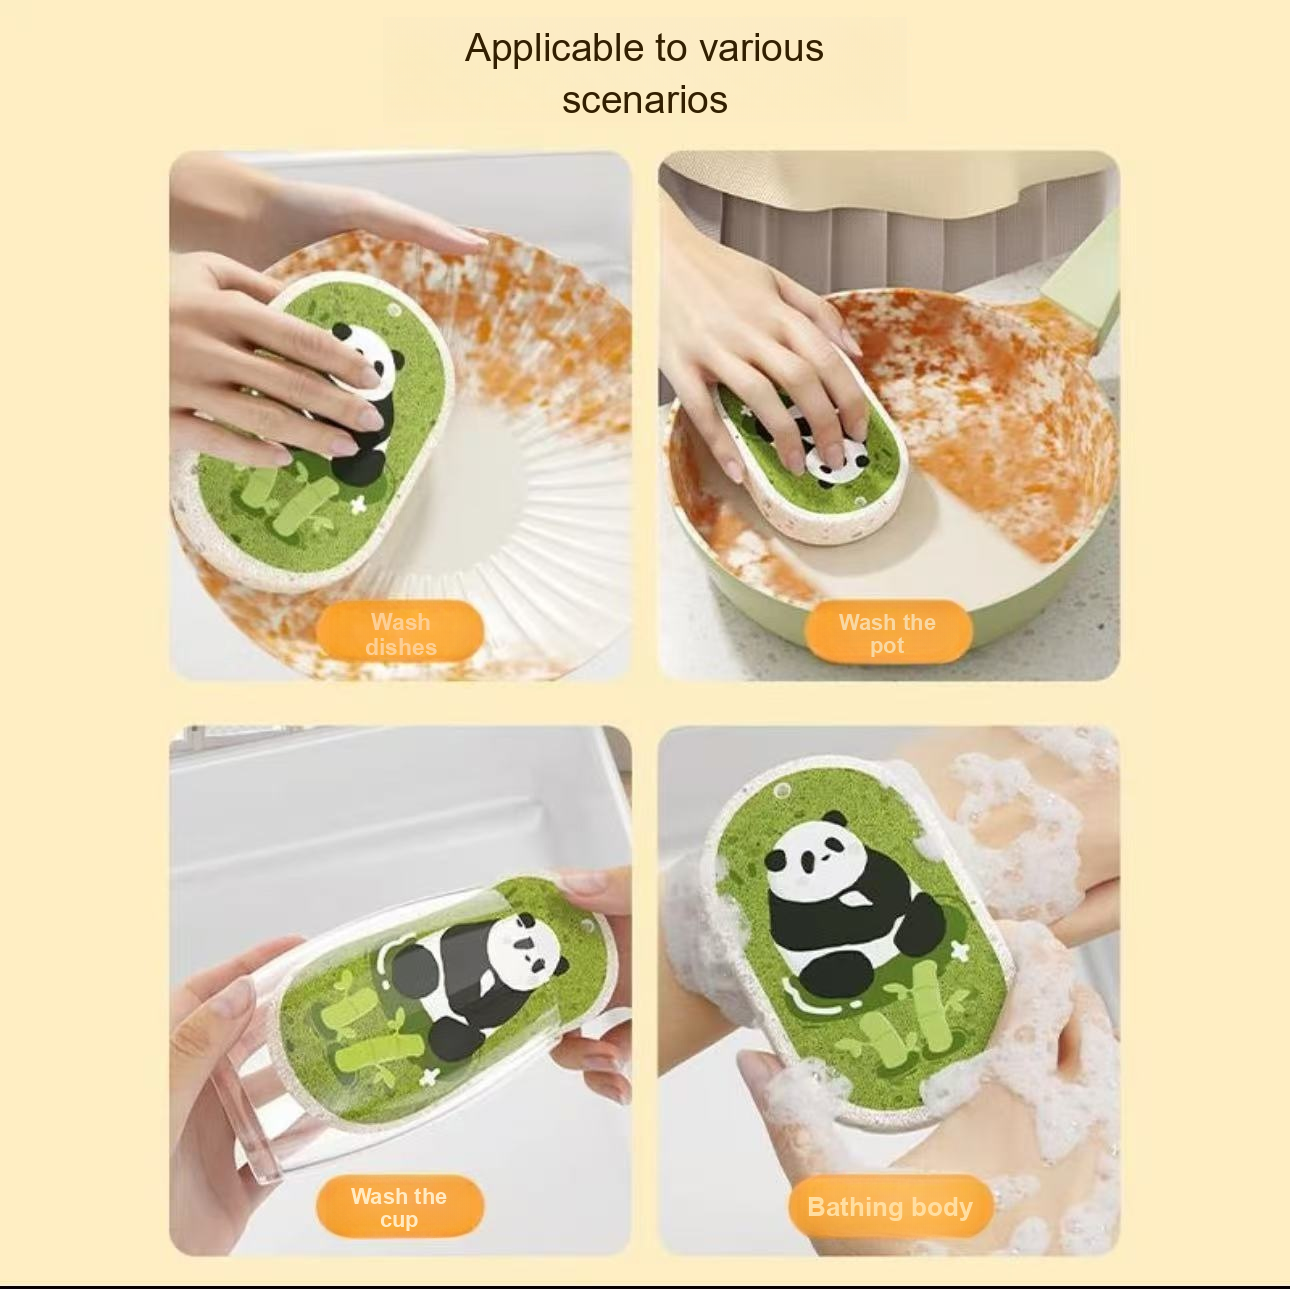 Applicable to various
scenarios
Wash
dishes
Wash the
pot
Wash the
cup
Bathing body